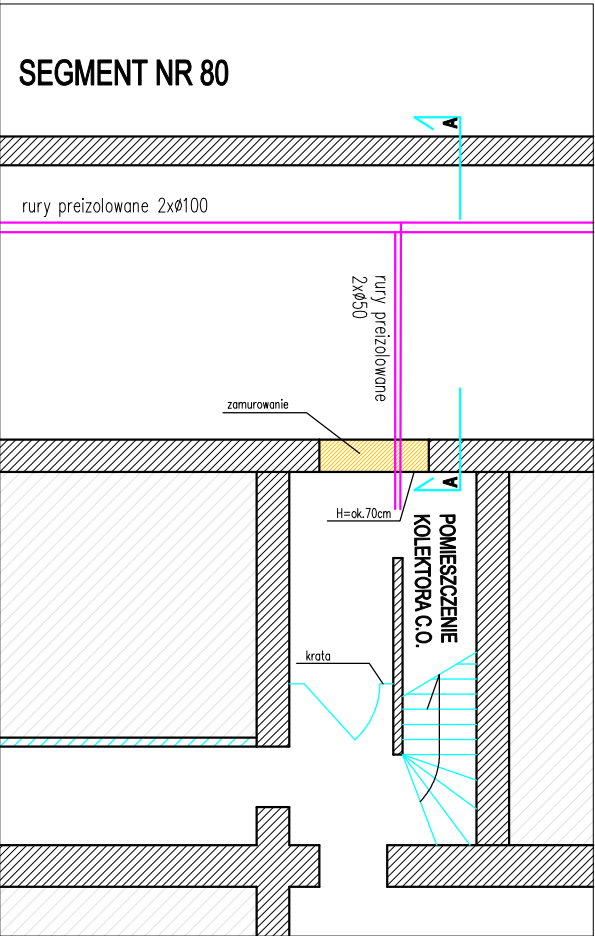 SEGMENT NR 80
A
rury preizolowane 2xø100
rury preizolowane
2xø50
zamurowanie
A
H=ok.70cm
POMIESZCZENIE
KOLEKTORA C.O.
krata